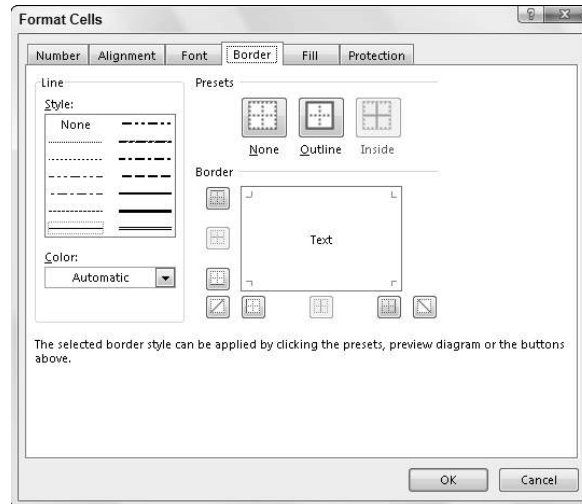 Format Cells
Number Alignment Font Border Fill Protection
Line
Style:
None
Color:
Automatic
Presets
None Outline Inside
Border
Text
The selected border style can be applied by clicking the presets, preview diagram or the buttons
above.
OK Cancel